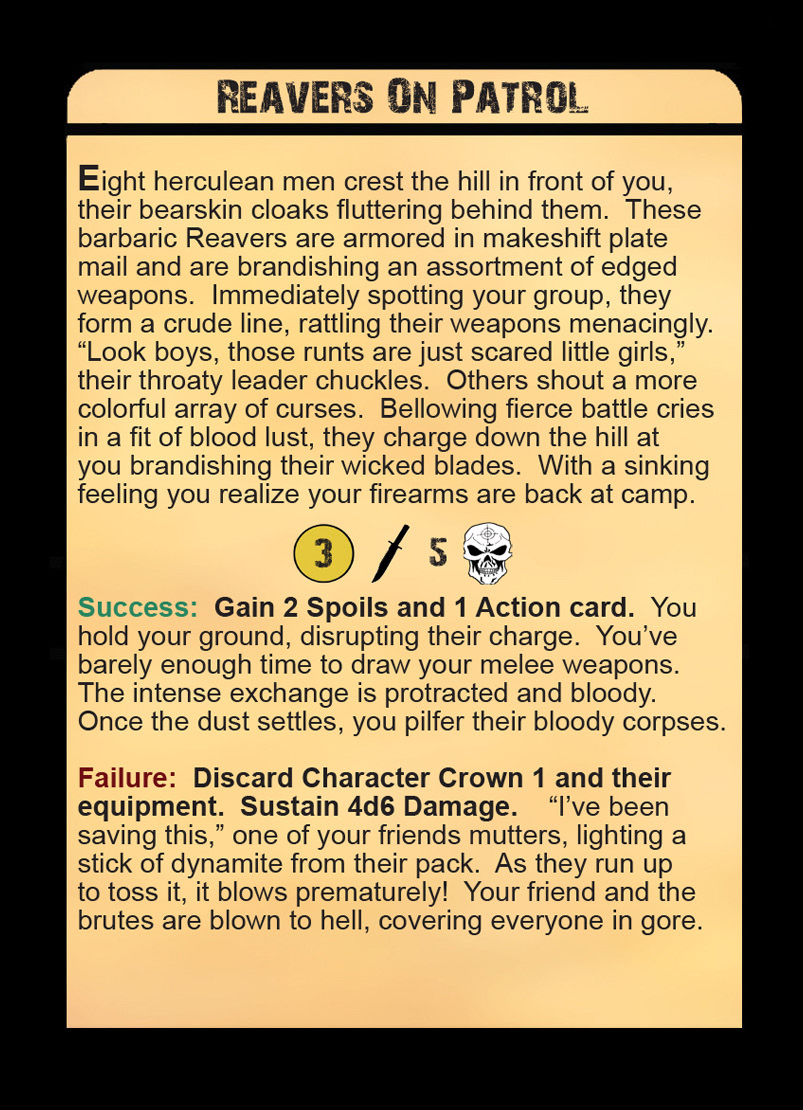 Reavers On Patrol
Eight herculean men crest the hill in front of you,
their bearskin cloaks fluttering behind them.  These
barbaric Reavers are armored in makeshift plate
mail and are brandishing an assortment of edged
weapons.  Immediately spotting your group, they
form a crude line, rattling their weapons menacingly.
“Look boys, those runts are just scared little girls,”
their throaty leader chuckles.  Others shout a more
colorful array of curses.  Bellowing fierce battle cries
in a fit of blood lust, they charge down the hill at
you brandishing their wicked blades.  With a sinking
feeling you realize your firearms are back at camp.
3 5
Success:  Gain 2 Spoils and 1 Action card.  You
hold your ground, disrupting their charge.  You’ve
barely enough time to draw your melee weapons.
The intense exchange is protracted and bloody.
Once the dust settles, you pilfer their bloody corpses.
Failure:  Discard Character Crown 1 and their
equipment.  Sustain 4d6 Damage.    “I’ve been
saving this,” one of your friends mutters, lighting a
stick of dynamite from their pack.  As they run up
to toss it, it blows prematurely!  Your friend and the
brutes are blown to hell, covering everyone in gore.